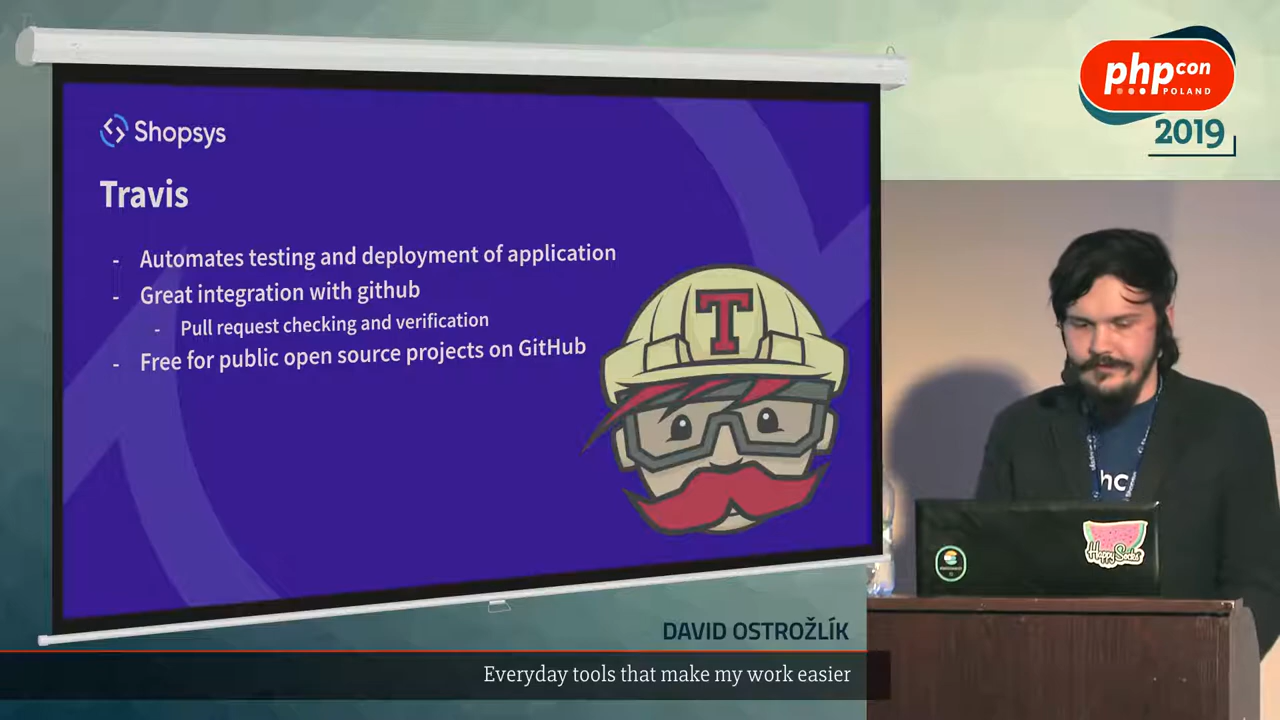 Shopsys
Travis
- Automates testing and deployment of application
- Great integration with github
- Pull request checking and verification
- Free for public open source projects on GitHub
T
php con
POLAND
2019
hc
Happy Socks
DAVID OSTROŽLÍK
Everyday tools that make my work easier